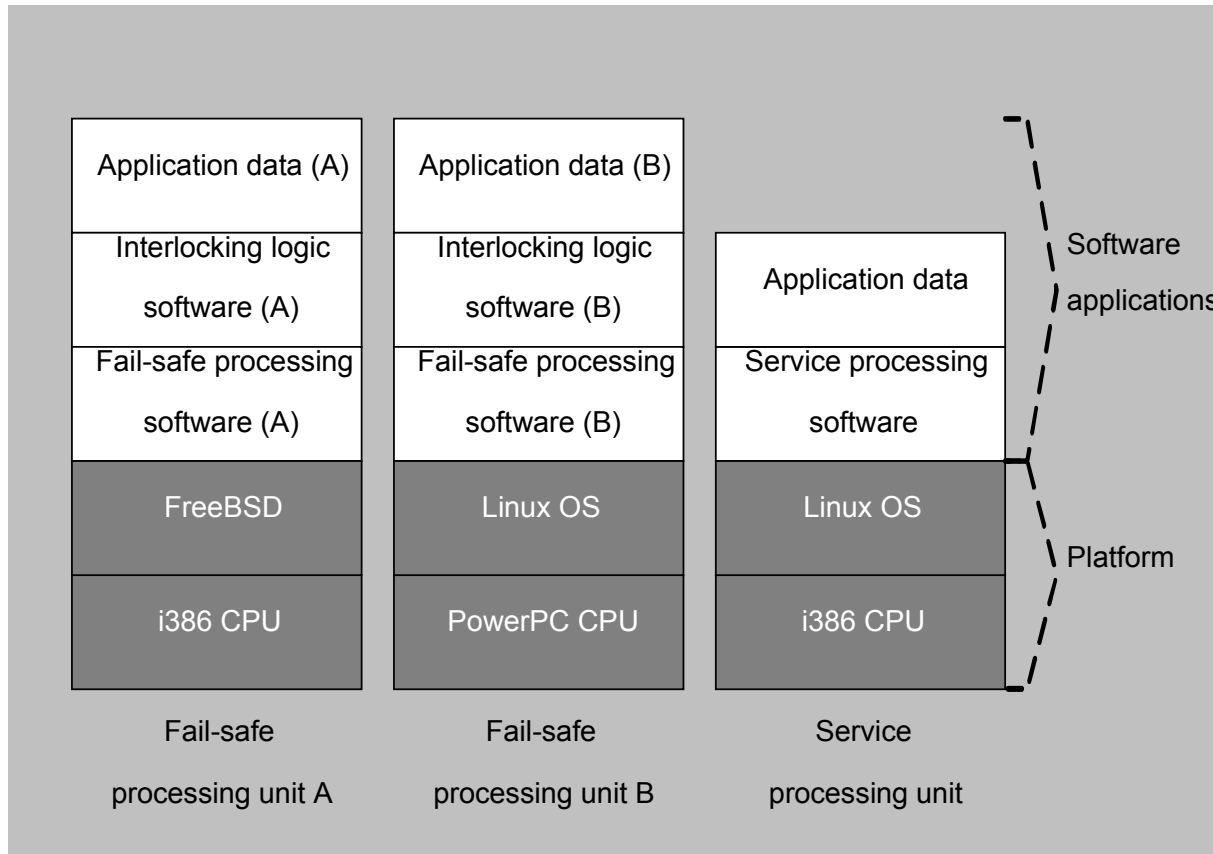 Application data (A)
Interlocking logic
software (A)
Fail-safe processing
software (A)
FreeBSD
i386 CPU
Fail-safe
processing unit A
Application data (B)
Interlocking logic
software (B)
Fail-safe processing
software (B)
Linux OS
PowerPC CPU
Fail-safe
processing unit B
Application data
Service processing
software
Linux OS
i386 CPU
Service
processing unit
Software
applications
Platform